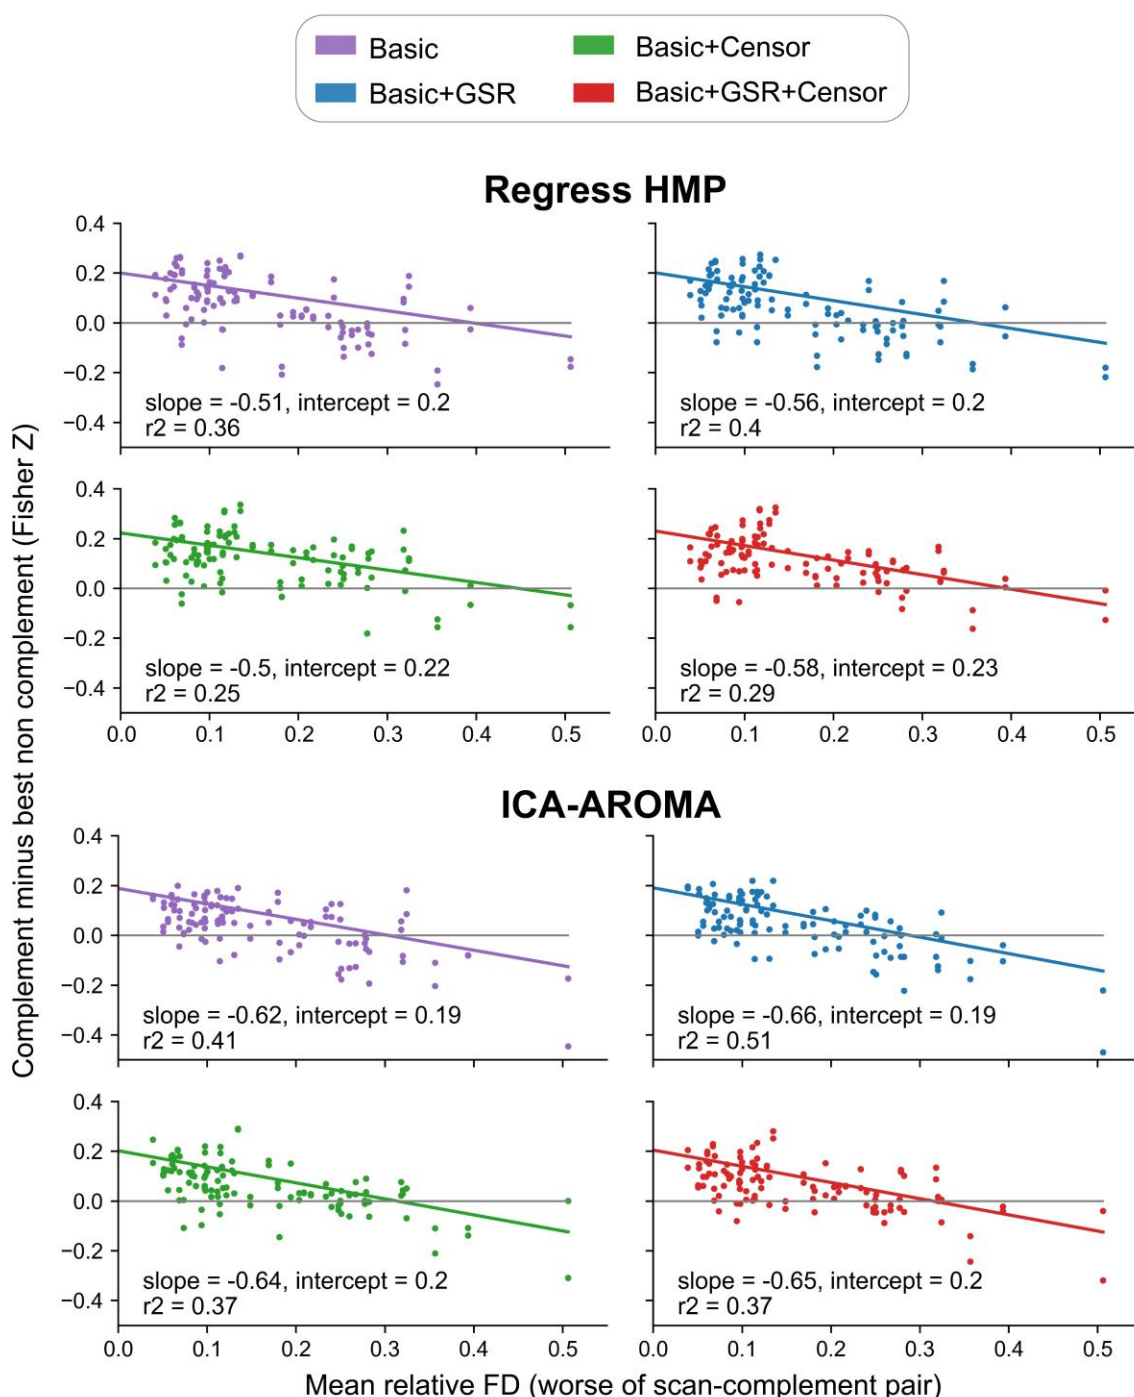 Basic
Basic+Censor
Basic+GSR
Basic+GSR+Censor
Regress HMP
Complement minus best non complement (Fisher Z)
0.4
0.2
0.0
−0.2
−0.4
slope = -0.51, intercept = 0.2
r2 = 0.36
slope = -0.56, intercept = 0.2
r2 = 0.4
0.4
0.2
0.0
−0.2
−0.4
slope = -0.5, intercept = 0.22
r2 = 0.25
slope = -0.58, intercept = 0.23
r2 = 0.29
0.0 0.1 0.2 0.3 0.4 0.5
0.0 0.1 0.2 0.3 0.4 0.5
ICA-AROMA
0.4
0.2
0.0
−0.2
−0.4
slope = -0.62, intercept = 0.19
r2 = 0.41
slope = -0.66, intercept = 0.19
r2 = 0.51
0.4
0.2
0.0
−0.2
−0.4
slope = -0.64, intercept = 0.2
r2 = 0.37
slope = -0.65, intercept = 0.2
r2 = 0.37
0.0 0.1 0.2 0.3 0.4 0.5
0.0 0.1 0.2 0.3 0.4 0.5
Mean relative FD (worse of scan-complement pair)